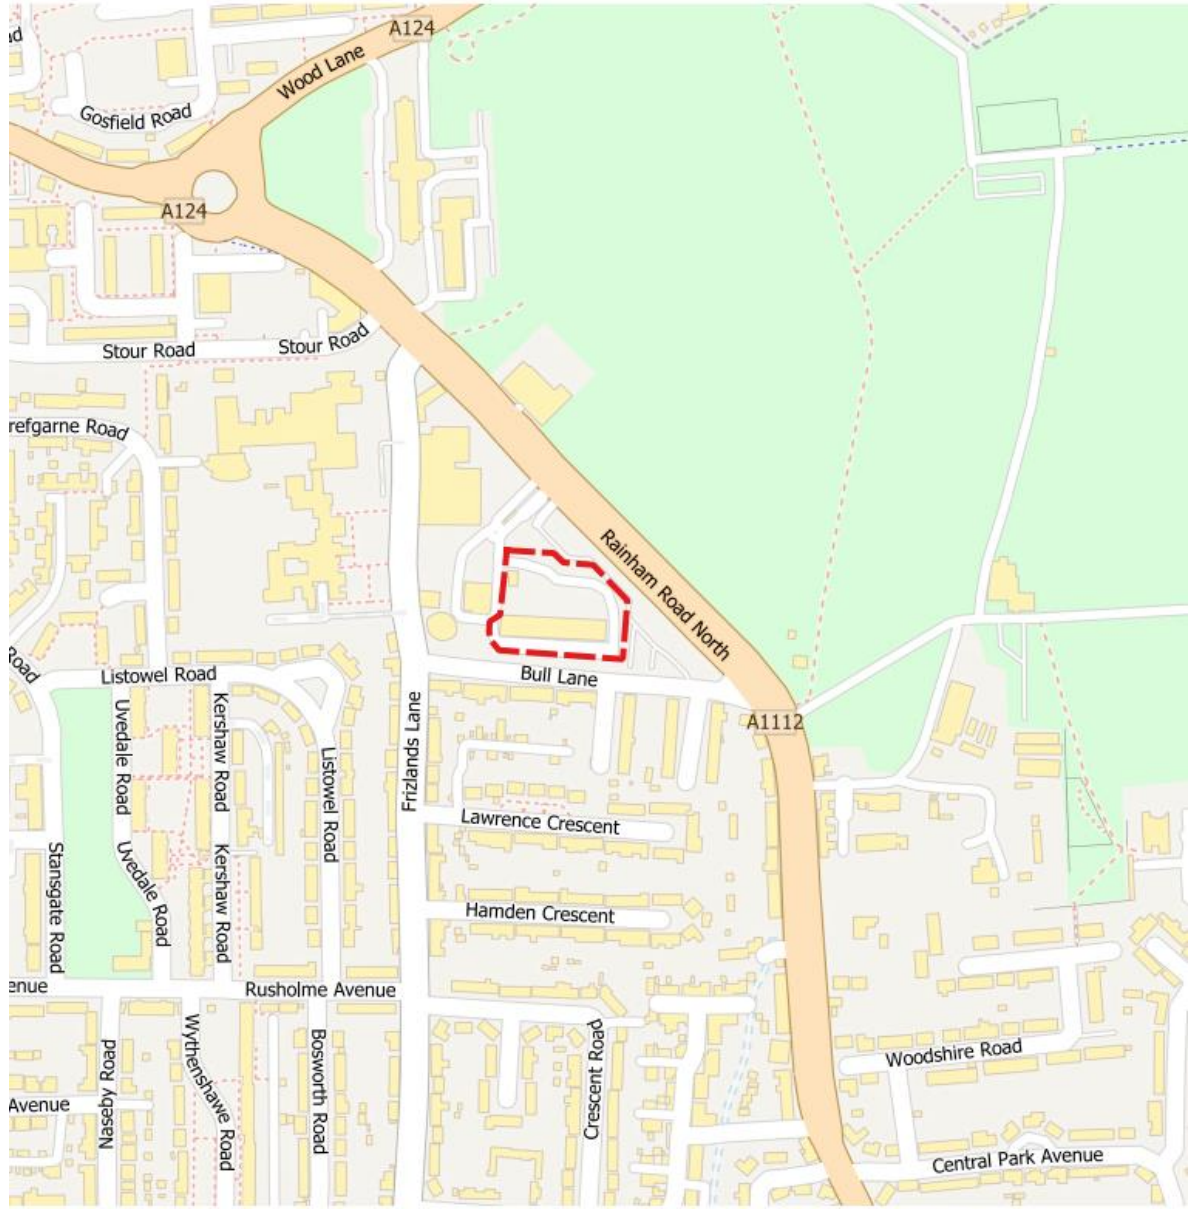 A124
Wood Lane
Gosfield Road
A124
Stour Road
Stour Road
refgarne Road
Rainham Road North
Bull Lane
Listowel Road
Road
A1112
Uvedale Road
Kershaw Road
Listowel Road
Frizlands Lane
Lawrence Crescent
Stansgate Road
Uvedale Road
Kershaw Road
Hamden Crescent
enue
Rusholme Avenue
Naseby Road
Wythenshawe Road
Bosworth Road
Crescent Road
Woodshire Road
Avenue
Central Park Avenue